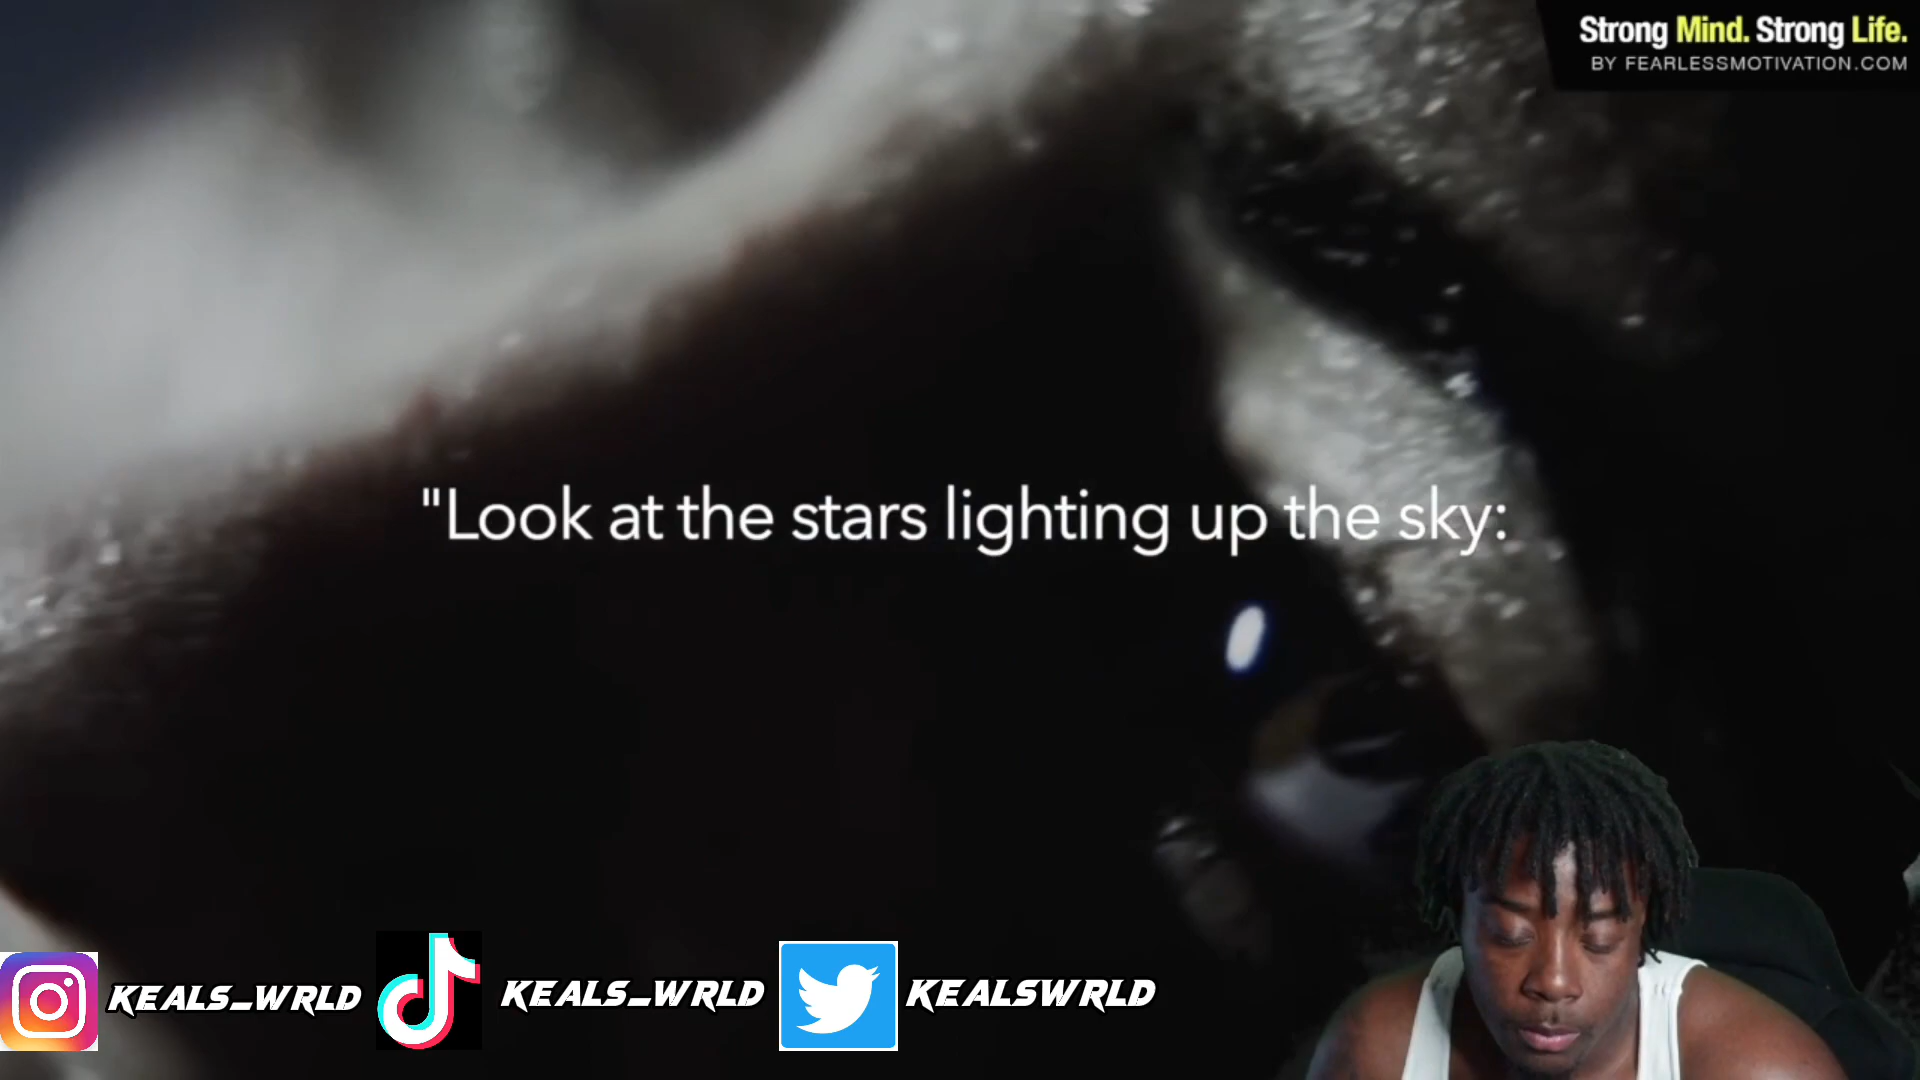 Strong Mind. Strong Life.
BY FEARLESSMOTIVATION.COM
"Look at the stars lighting up the sky:
KEALS_WRLD
KEALS_WRLD
KEALSWRLD